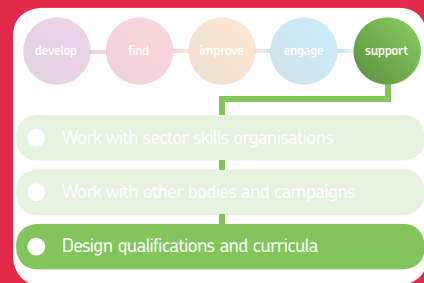 develop
find
improve
engage
support
Work with sector skills organisations
Work with other bodies and campaigns
Design qualifications and curricula